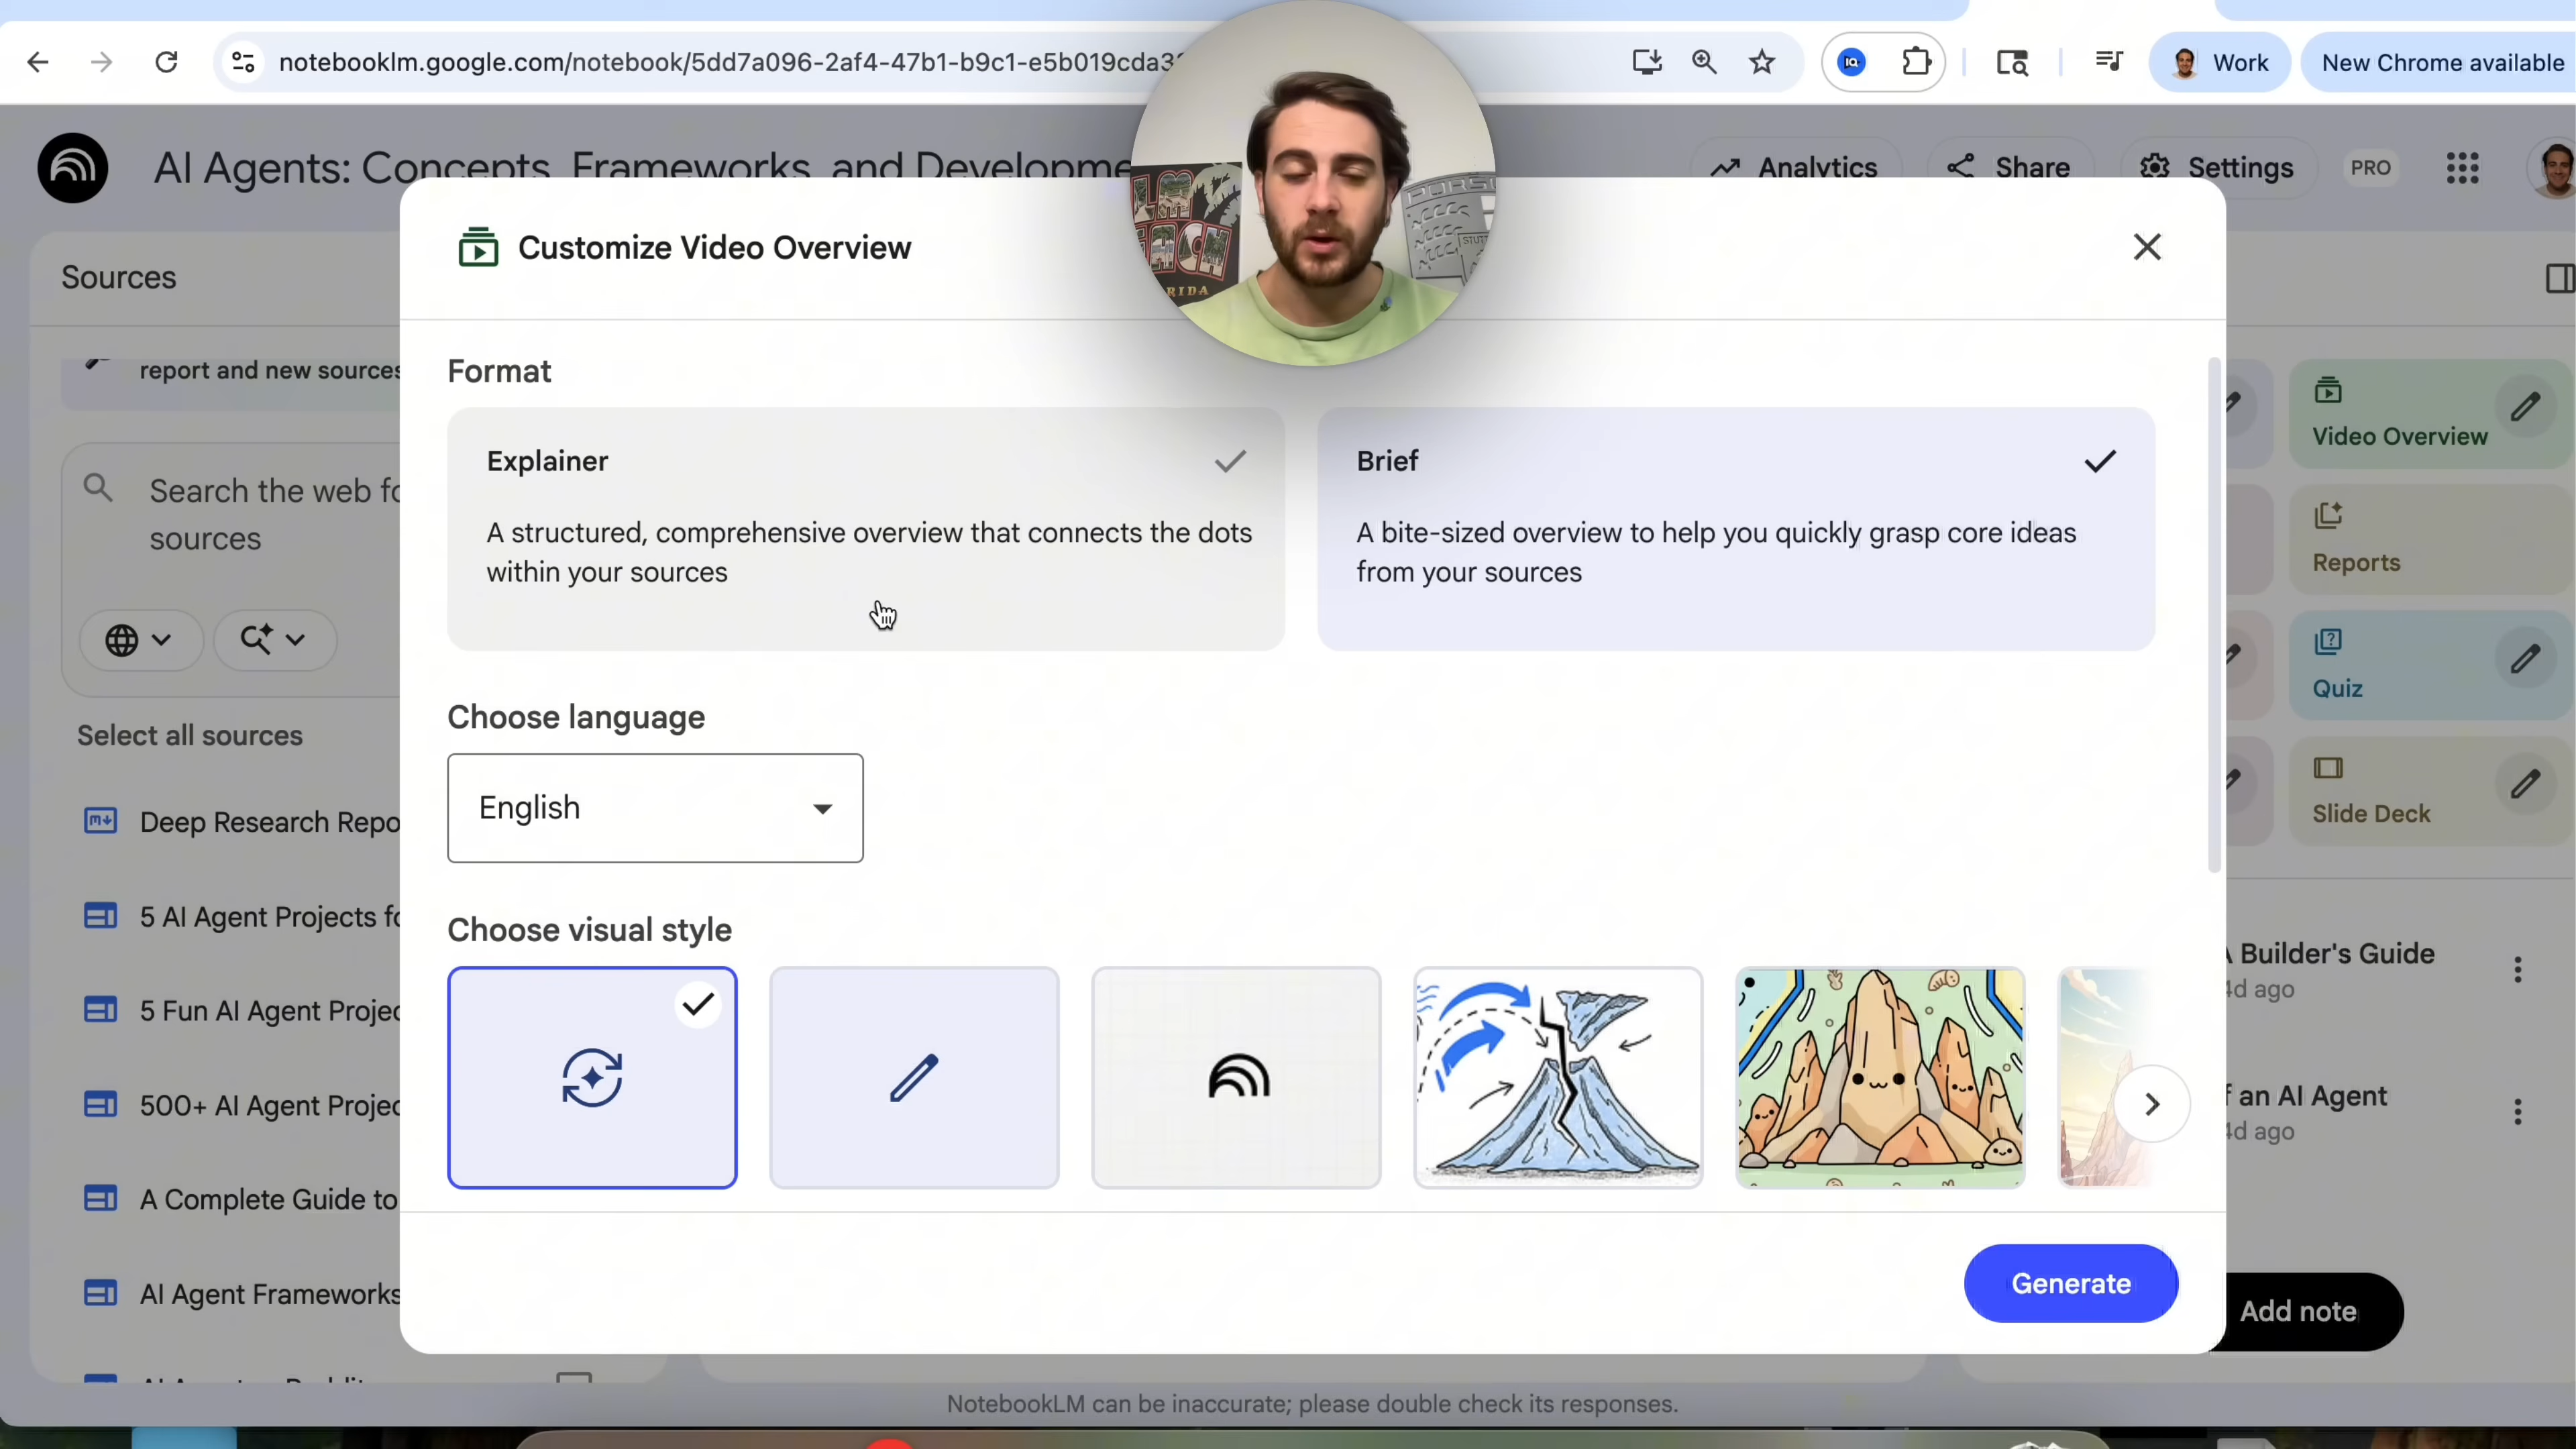 notebooklm.google.com/notebook/5dd7a096-2af4-47b1-b9c1-e5b019cda3
Work
New Chrome available
AI Agents: Concepts, Frameworks, and Developme
Analytics
Share
Settings
PRO
Sources
Customize Video Overview
report and new sources
Format
Explainer
A structured, comprehensive overview that connects the dots
within your sources
Brief
A bite-sized overview to help you quickly grasp core ideas
from your sources
Search the web fo
sources
Select all sources
Deep Research Repo
5 AI Agent Projects fo
5 Fun AI Agent Projec
500+ AI Agent Projec
A Complete Guide to
AI Agent Frameworks
Choose language
English
Choose visual style
Generate
Video Overview
Reports
Quiz
Slide Deck
A Builder's Guide
4d ago
f an AI Agent
4d ago
Add note
NotebookLM can be inaccurate; please double check its responses.